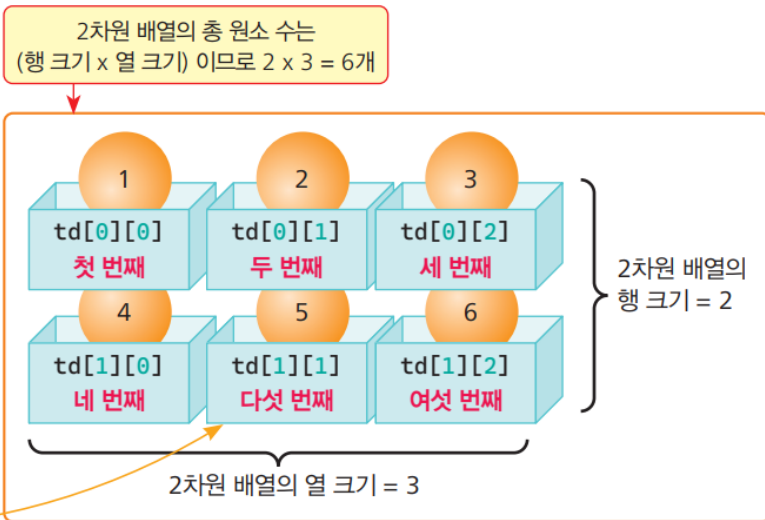 2차원 배열의 총 원소 수는
(행 크기 x 열 크기) 이므로 2 x 3 = 6개
1 2 3
td[0][0] td[0][1] td[0][2]
첫 번째 두 번째 세 번째
4 5 6
td[1][0] td[1][1] td[1][2]
네 번째 다섯 번째 여섯 번째
2차원 배열의
행 크기 = 2
2차원 배열의 열 크기 = 3